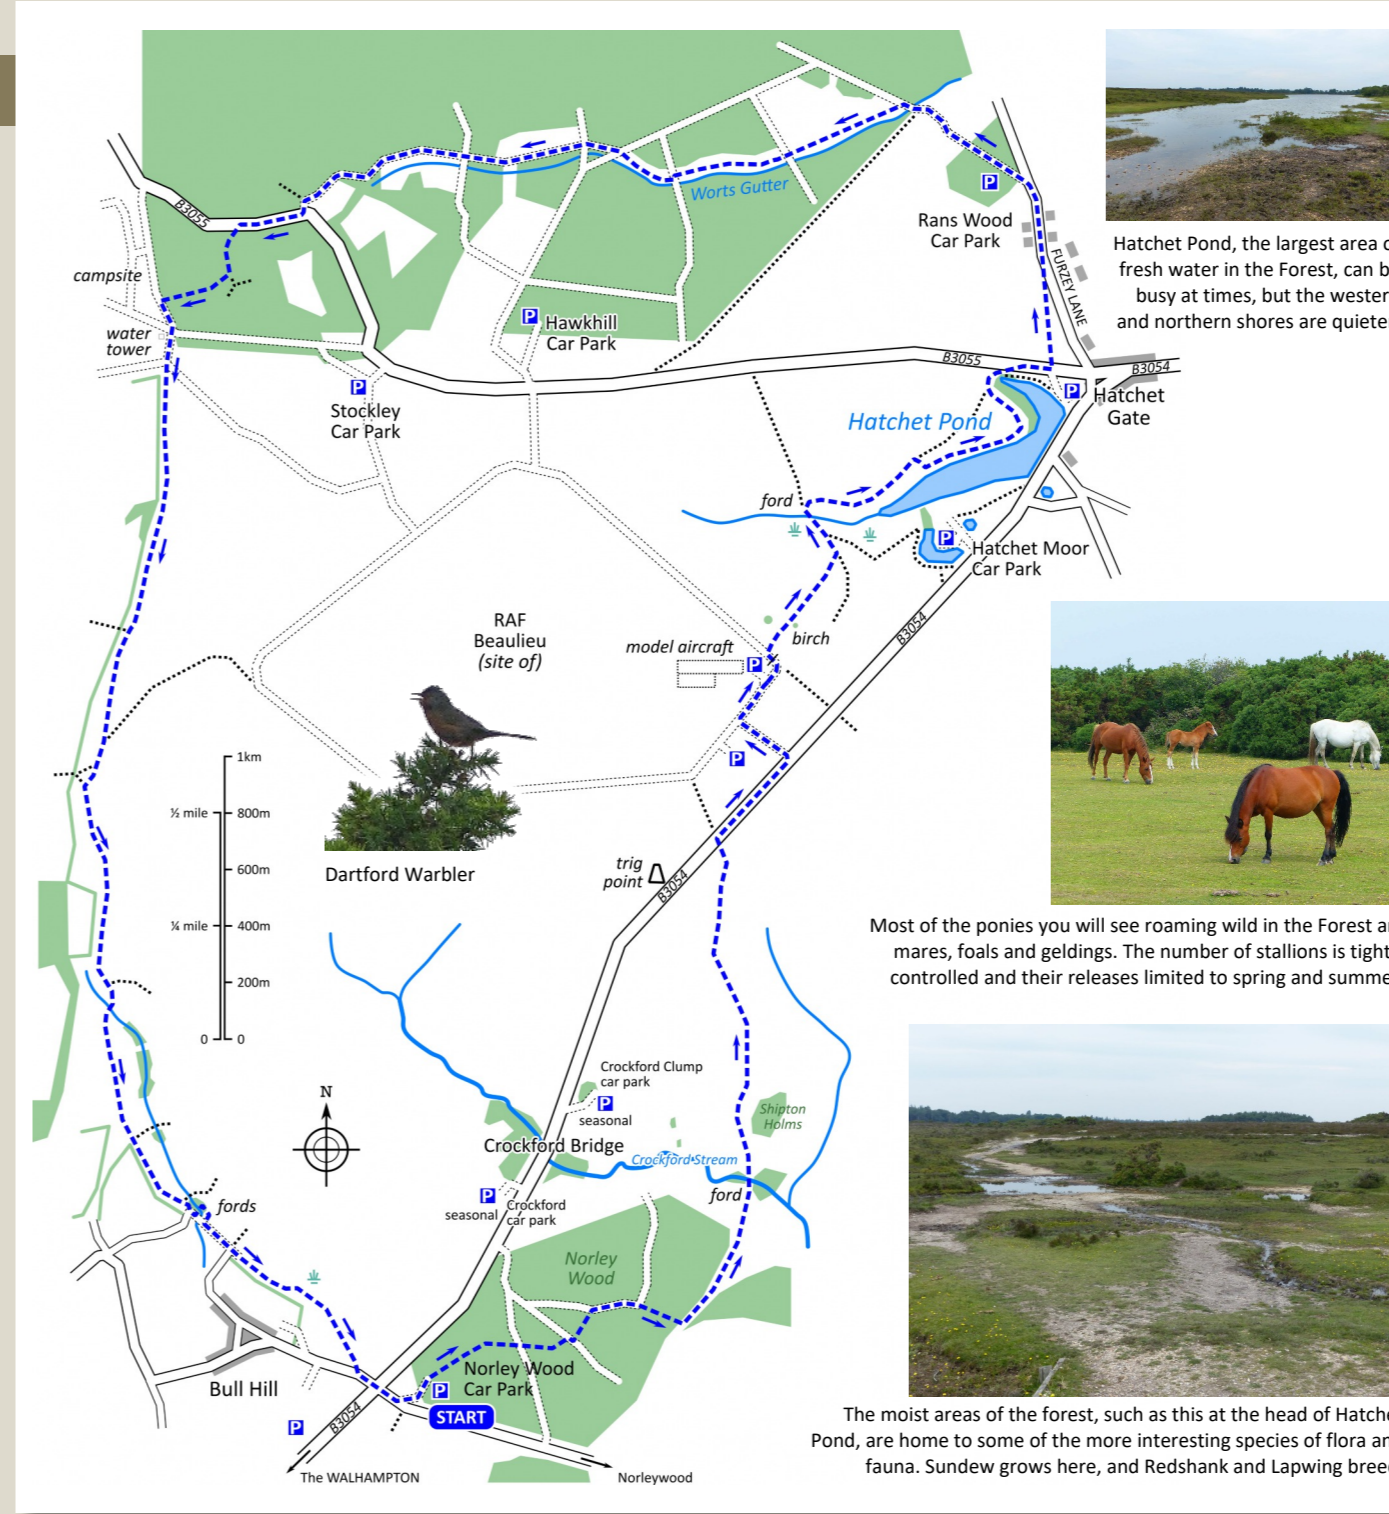 B3055
campsite
water
tower
P
Stockley
Car Park
P
Hawkhill
Car Park
Worts Gutter
P
Rans Wood
Car Park
FURZEY LANE
B3055
B3054
P
Hatchet
Gate
Hatchet Pond
ford
P
Hatchet Moor
Car Park
B3054
RAF
Beaulieu
(site of)
model aircraft
P
birch
P
Dartford Warbler
1km
½ mile
800m
600m
¼ mile
400m
200m
0
0
N
trig
point
B3054
Crockford Clump
car park
P
seasonal
Crockford Bridge
Crockford Stream
Shipton
Holms
ford
P
seasonal
Crockford
car park
fords
Norley
Wood
Bull Hill
Norley Wood
Car Park
P
START
P
B3054
The WALHAMPTON
Norleywood
Hatchet Pond, the largest area
fresh water in the Forest, can
busy at times, but the
and northern shores are
Most of the ponies you will see roaming wild in the Forest
mares, foals and geldings. The number of stallions is
controlled and their releases limited to spring and
The moist areas of the forest, such as this at the head of
Pond, are home to some of the more interesting species of flora
fauna. Sundew grows here, and Redshank and Lapwing